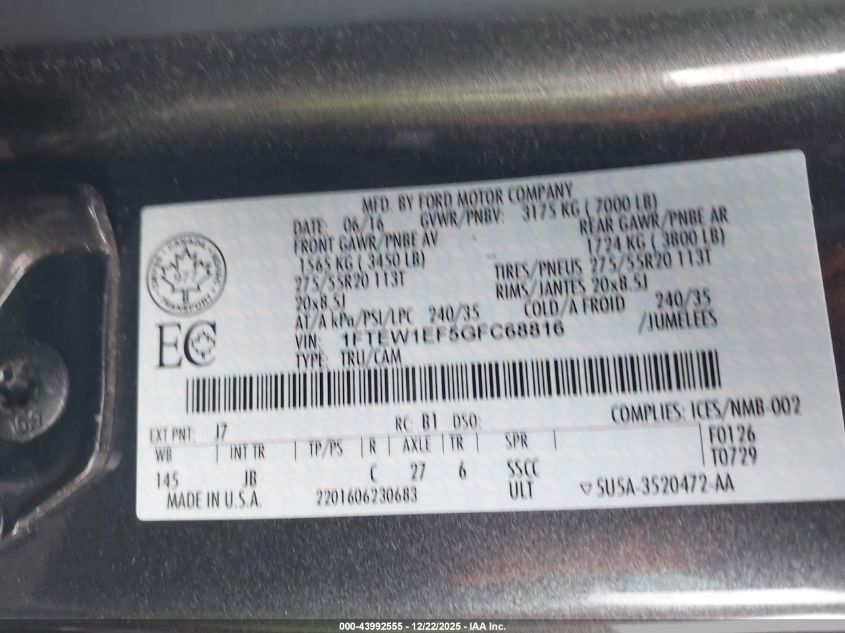 MFD. BY FORD MOTOR COMPANY
DATE: 06/16 GVWR/PNBV: 3175 KG ( 7000 LB)
FRONT GAWR/PNBE AV REAR GAWR/PNBE AR
1565 KG ( 3450 LB) 1724 KG ( 3800 LB)
275/55R20 113T TIRES/PNEUS 275/55R20 113T
20x8.5J RIMS/JANTES 20x8.5J
AT/A kPa/PSI/LPC 240/35 COLD/A FROID 240/35
VIN: 1FTEW1EF5GFC68816 /JUMELEES
TYPE: TRU/CAM
EC
COMPLIES: ICES/NMB-002
EXT PNT: J7 RC: B1 DSO: F0126
WB INT TR TP/PS R AXLE TR SPR T0729
145 JB C 27 6 SSCC
MADE IN U.S.A. 2201606230683 ULT ▽ 5U5A-3520472-AA
000-43992555 - 12/22/2025 - IAA Inc.